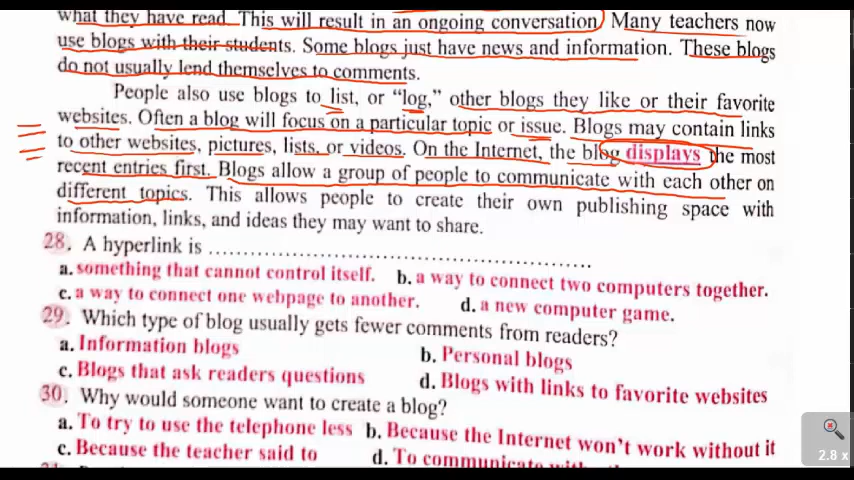 what they have read. This will result in an ongoing conversation. Many teachers now
use blogs with their students. Some blogs just have news and information. These blogs
do not usually lend themselves to comments.
People also use blogs to list, or "log," other blogs they like or their favorite
websites. Often a blog will focus on a particular topic or issue. Blogs may contain links
to other websites, pictures, lists, or videos. On the Internet, the blog displays the most
recent entries first. Blogs allow a group of people to communicate with each other on
different topics. This allows people to create their own publishing space with
information, links, and ideas they may want to share.
28. A hyperlink is ............................................................
a. something that cannot control itself. b. a way to connect two computers together.
c. a way to connect one webpage to another. d. a new computer game.
29. Which type of blog usually gets fewer comments from readers?
a. Information blogs b. Personal blogs
c. Blogs that ask readers questions d. Blogs with links to favorite websites
30. Why would someone want to create a blog?
a. To try to use the telephone less b. Because the Internet won't work without it
c. Because the teacher said to d. To communicate with
2.8 x